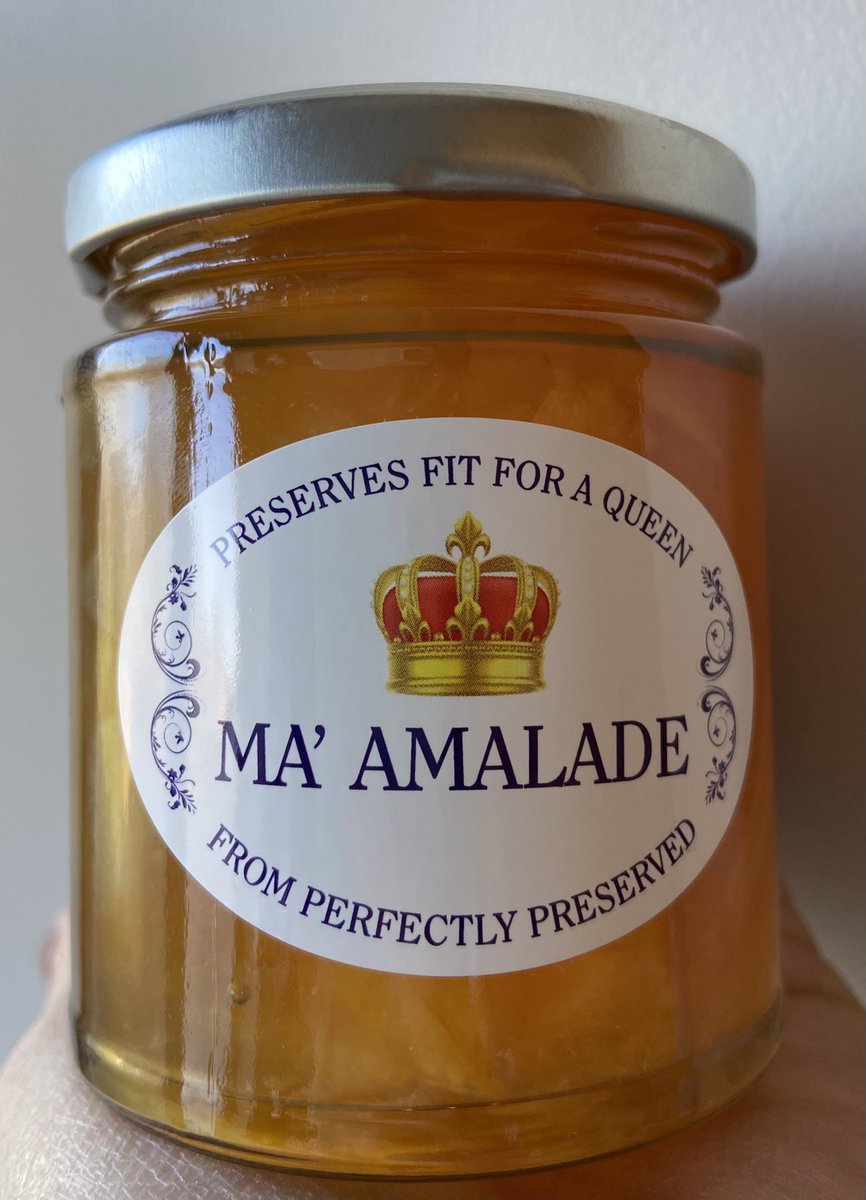 PRESERVES FIT FOR A QUEEN
MA’ AMALADE
FROM PERFECTLY PRESERVED